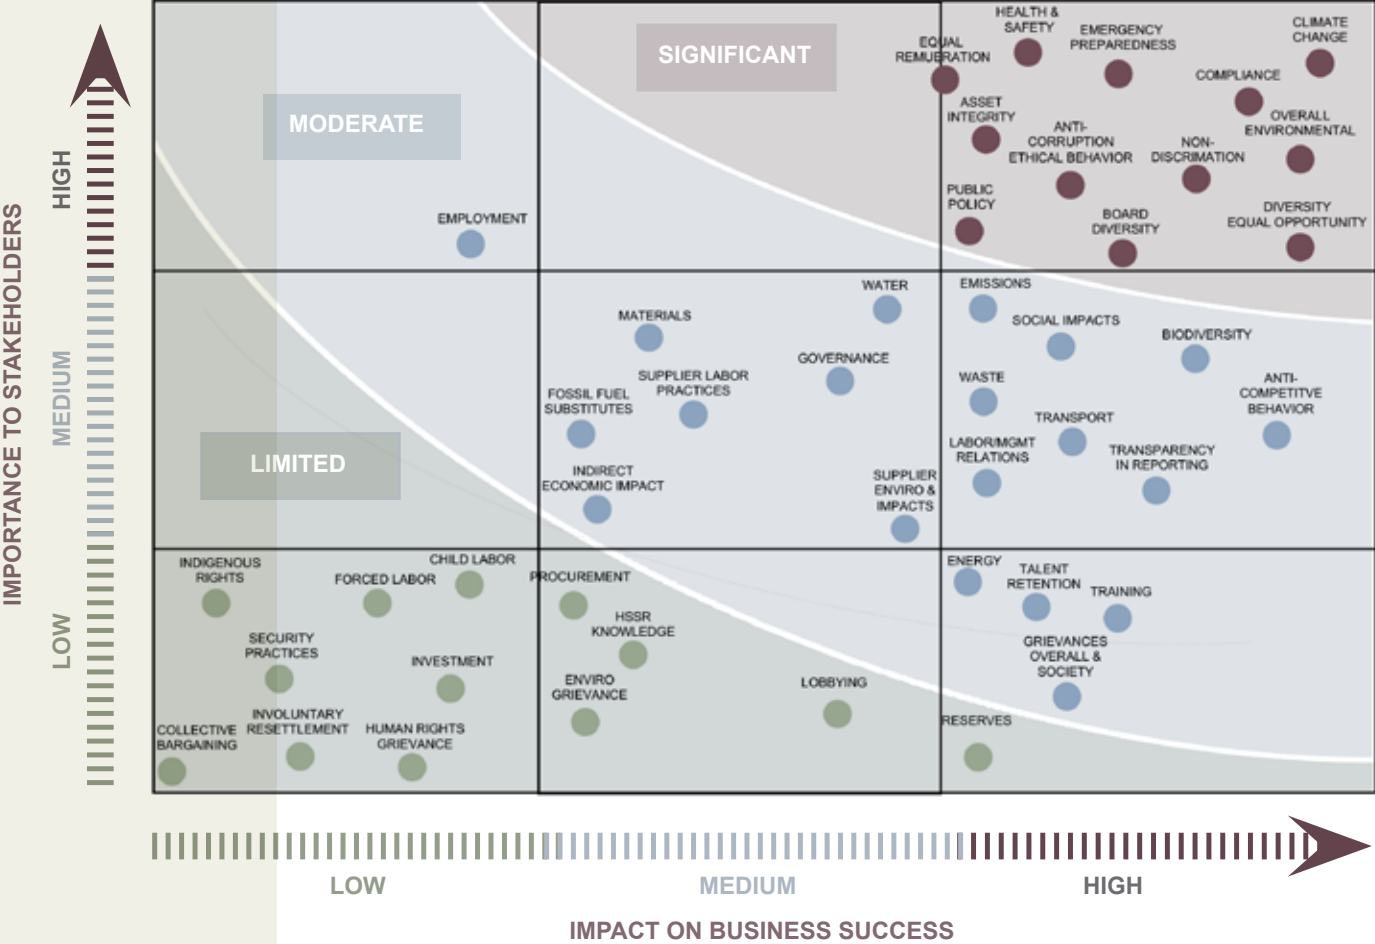 IMPORTANCE TO STAKEHOLDERS
HIGH
MEDIUM
LOW
MODERATE
SIGNIFICANT
LIMITED
EMPLOYMENT
EQUAL
REMUBRATION
HEALTH &
SAFETY
EMERGENCY
PREPAREDNESS
CLIMATE
CHANGE
COMPLIANCE
ASSET
INTEGRITY
ANTI-
CORRUPTION
ETHICAL BEHAVIOR
NON-
DISCRIMATION
OVERALL
ENVIRONMENTAL
PUBLIC
POLICY
BOARD
DIVERSITY
DIVERSITY
EQUAL OPPORTUNITY
MATERIALS
WATER
GOVERNANCE
SUPPLIER LABOR
PRACTICES
FOSSIL FUEL
SUBSTITUTES
INDIRECT
ECONOMIC IMPACT
SUPPLIER
ENVIRO &
IMPACTS
EMISSIONS
SOCIAL IMPACTS
BIODIVERSITY
WASTE
ANTI-
COMPETITVE
BEHAVIOR
TRANSPORT
LABOR/MGMT
RELATIONS
TRANSPARENCY
IN REPORTING
INDIGENOUS
RIGHTS
FORCED LABOR
CHILD LABOR
SECURITY
PRACTICES
INVESTMENT
COLLECTIVE
BARGAINING
INVOLUNTARY
RESETTLEMENT
HUMAN RIGHTS
GRIEVANCE
PROCUREMENT
HSSR
KNOWLEDGE
ENVIRO
GRIEVANCE
LOBBYING
ENERGY
TALENT
RETENTION
TRAINING
GRIEVANCES
OVERALL &
SOCIETY
RESERVES
LOW
MEDIUM
HIGH
IMPACT ON BUSINESS SUCCESS